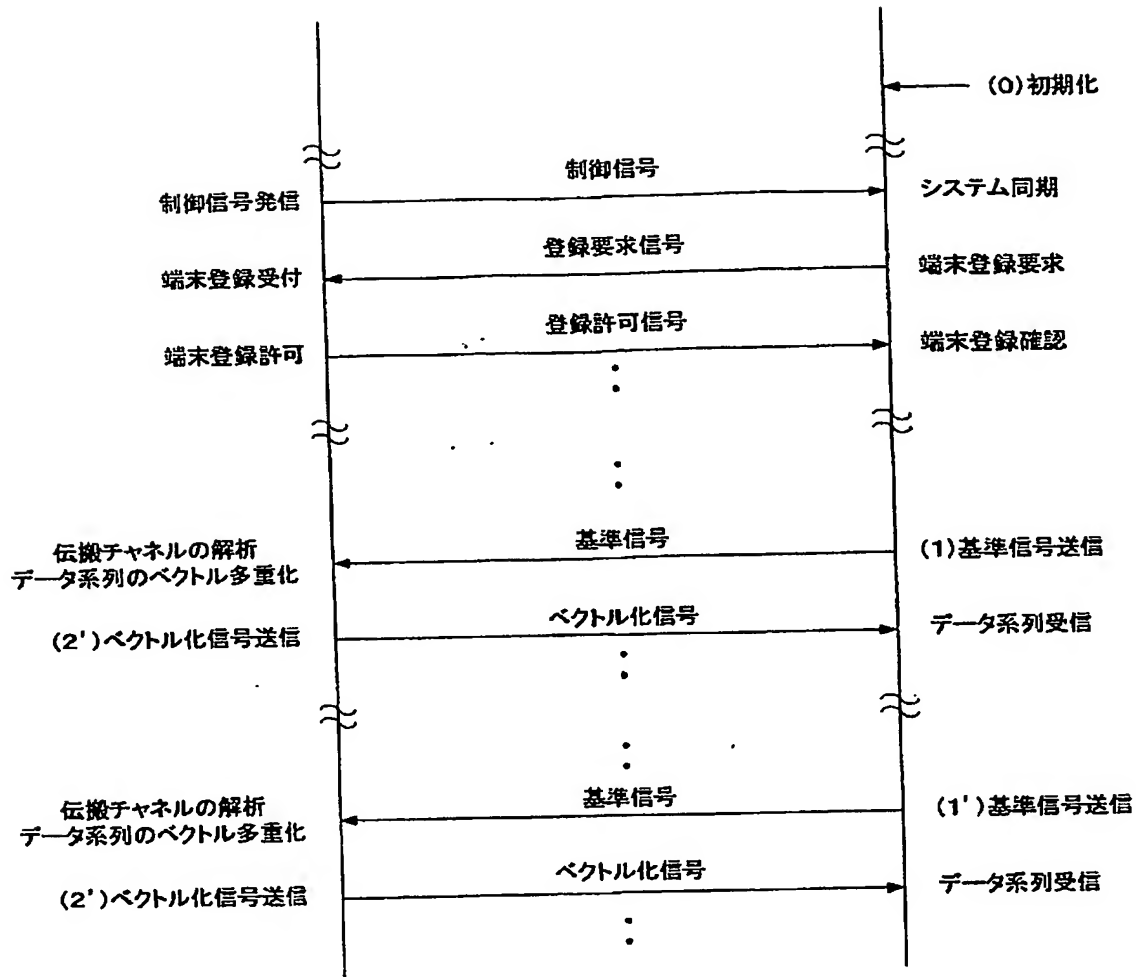 (0)初期化
制御信号
制御信号発信
システム同期
登録要求信号
端末登録受付
端末登録要求
登録許可信号
端末登録許可
端末登録確認
基準信号
伝搬チャネルの解析
データ系列のベクトル多重化
(1)基準信号送信
ベクトル化信号
(2')ベクトル化信号送信
データ系列受信
基準信号
伝搬チャネルの解析
データ系列のベクトル多重化
(1')基準信号送信
ベクトル化信号
(2')ベクトル化信号送信
データ系列受信